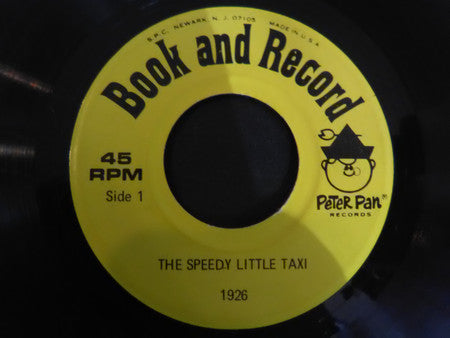 S.P.C. NEWARK, N. J. 07105 MADE IN U.S.A.
Book and Record
45
RPM
Side 1
PETER PAN
RECORDS
THE SPEEDY LITTLE TAXI
1926